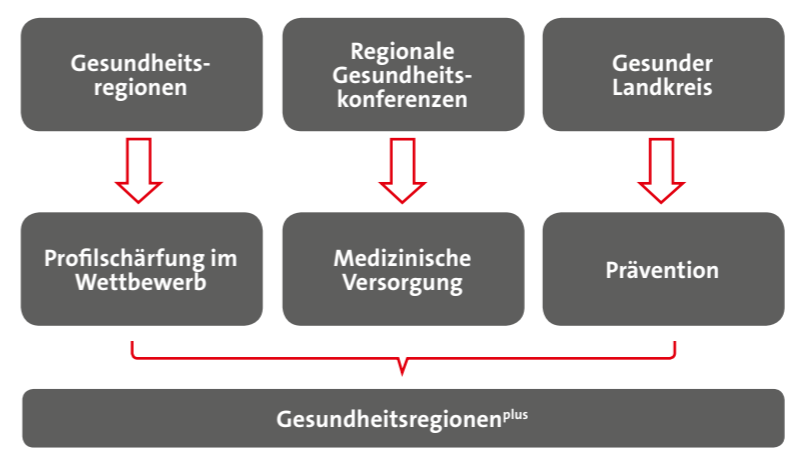 Gesundheits-
regionen
Regionale
Gesundheits-
konferenzen
Gesunder
Landkreis
Profilschärfung im
Wettbewerb
Medizinische
Versorgung
Prävention
Gesundheitsregionenplus